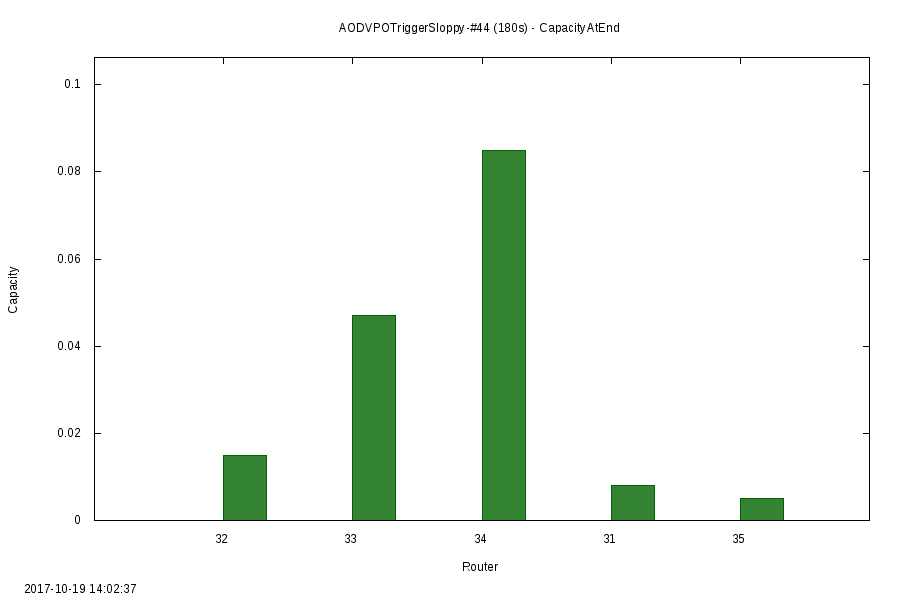 AODVPOTriggerSloppy-#44 (180s) - CapacityAtEnd
0.1
0.08
0.06
0.04
0.02
0
Capacity
32 33 34 31 35
Router
2017-10-19 14:02:37